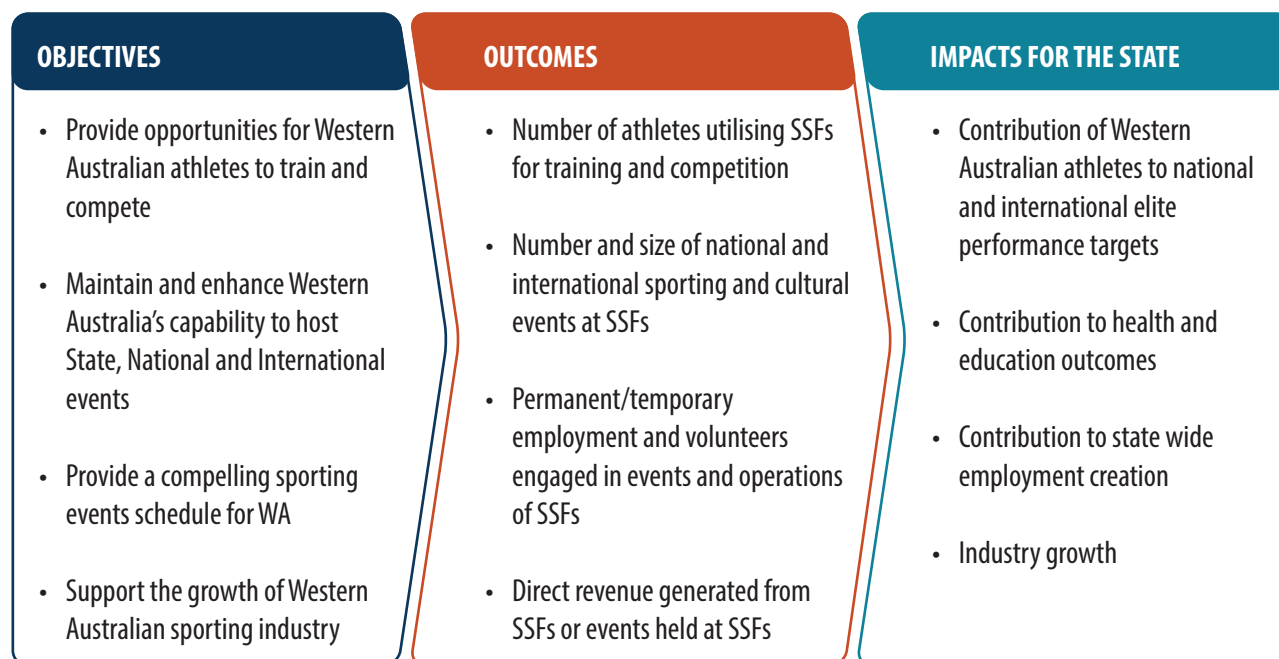 OBJECTIVES
• Provide opportunities for Western
Australian athletes to train and
compete
• Maintain and enhance Western
Australia’s capability to host
State, National and International
events
• Provide a compelling sporting
events schedule for WA
• Support the growth of Western
Australian sporting industry
OUTCOMES
• Number of athletes utilising SSFs
for training and competition
• Number and size of national and
international sporting and cultural
events at SSFs
• Permanent/temporary
employment and volunteers
engaged in events and operations
of SSFs
• Direct revenue generated from
SSFs or events held at SSFs
IMPACTS FOR THE STATE
• Contribution of Western
Australian athletes to national
and international elite
performance targets
• Contribution to health and
education outcomes
• Contribution to state wide
employment creation
• Industry growth